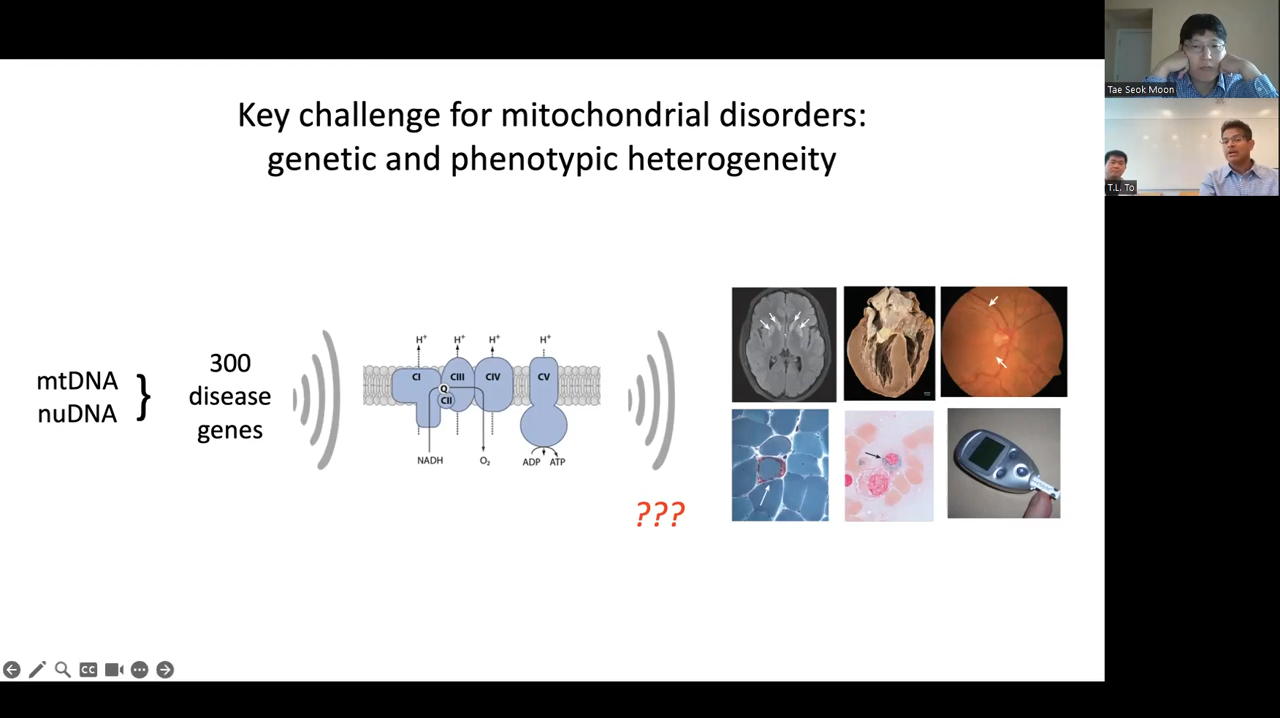 Key challenge for mitochondrial disorders:
genetic and phenotypic heterogeneity
mtDNA
nuDNA
}
300
disease
genes
H⁺
H⁺
H⁺
H⁺
CI
CIII
CIV
CV
Q
CII
NADH
O₂
ADP
ATP
???
CC
Tae Seok Moon
T.L. To